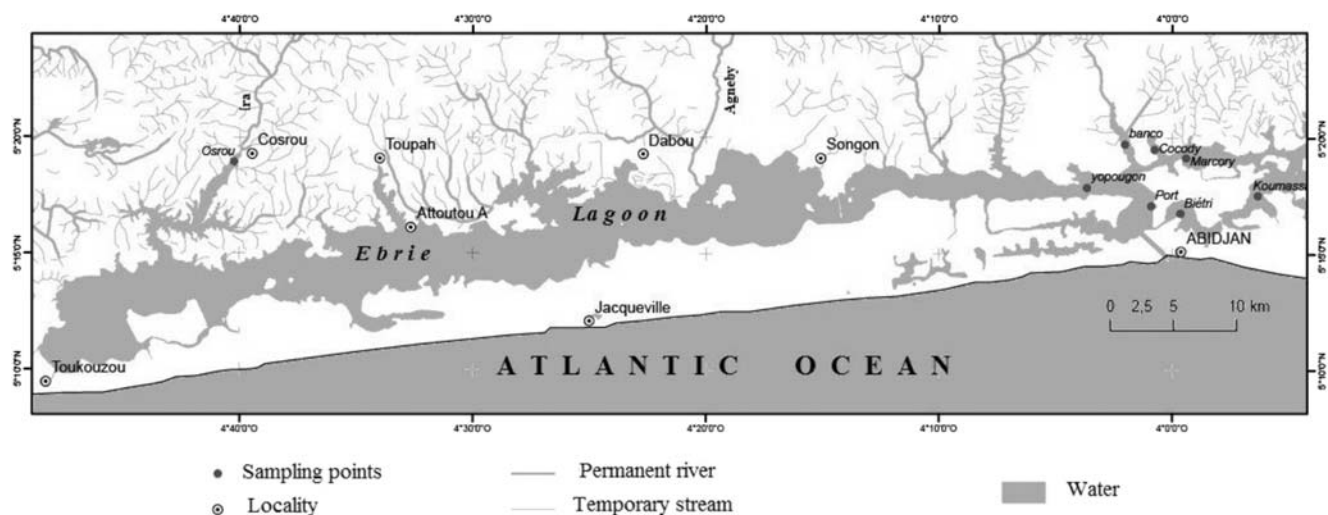 4°40'0"O 4°30'0"O 4°20'0"O 4°10'0"O 4°0'0"O
Ira
Agneby
5°20'0"N 5°20'0"N
banco
Osrou Cosrou Toupah Dabou Songon Cocody
Marcory
yopougon Koumassi
Port Biétri
Attoutou A Lagoon
Ebrie ABIDJAN
5°15'0"N 5°15'0"N
Jacqueville
0 2,5 5 10 km
Toukouzou
5°10'0"N ATLANTIC OCEAN 5°10'0"N
4°40'0"O 4°30'0"O 4°20'0"O 4°10'0"O 4°0'0"O
Sampling points Permanent river Water
Locality Temporary stream